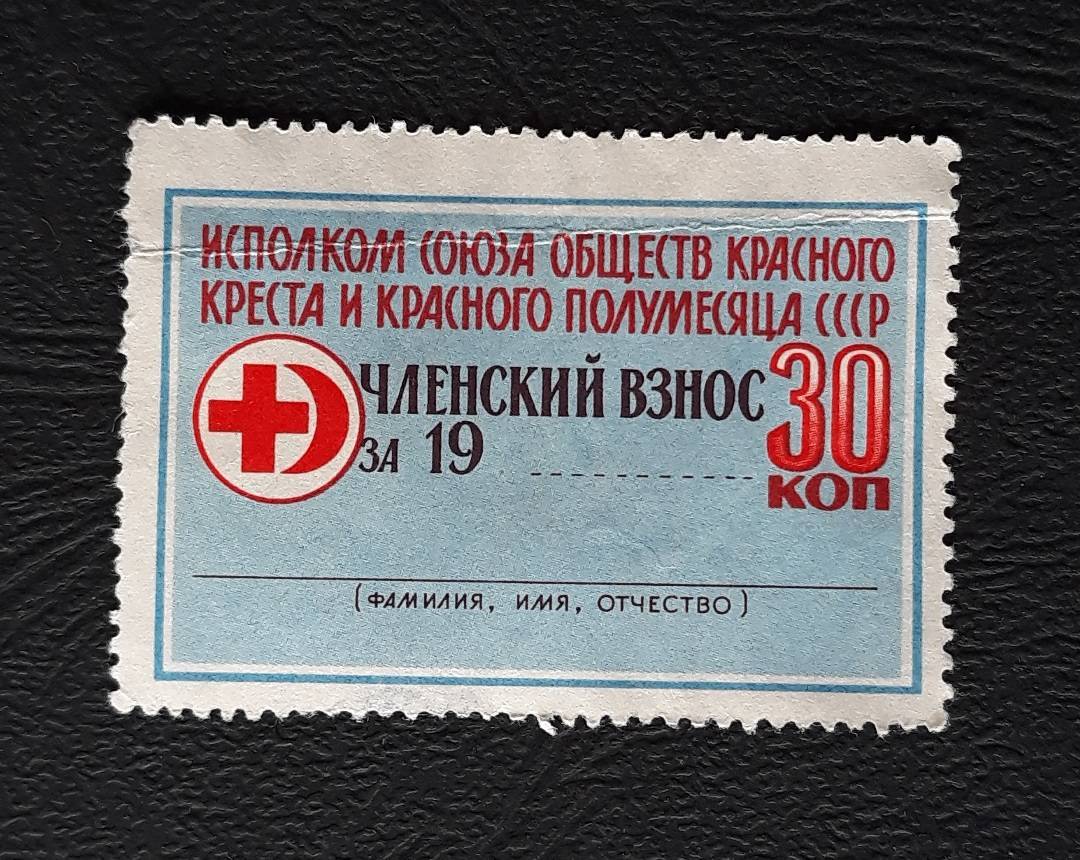 ИСПОЛКОМ СОЮЗА ОБЩЕСТВ КРАСНОГО
КРЕСТА И КРАСНОГО ПОЛУМЕСЯЦА СССР
ЧЛЕНСКИЙ ВЗНОС
ЗА 19
30
КОП
(ФАМИЛИЯ, ИМЯ, ОТЧЕСТВО)